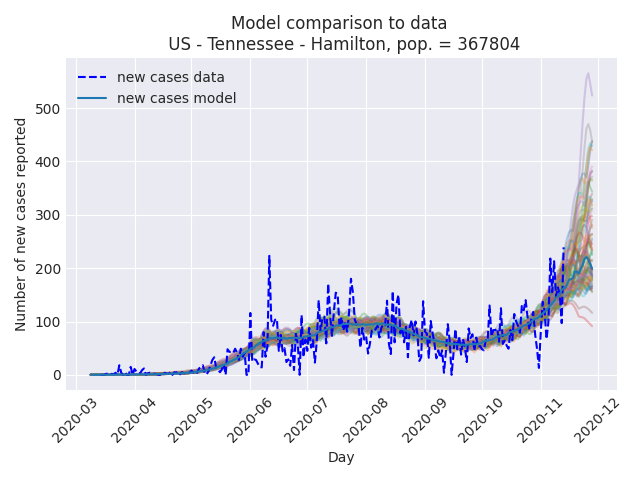 Model comparison to data
US - Tennessee - Hamilton, pop. = 367804
new cases data
new cases model
Number of new cases reported
500
400
300
200
100
0
2020-03
2020-04
2020-05
2020-06
2020-07
2020-08
2020-09
2020-10
2020-11
2020-12
Day